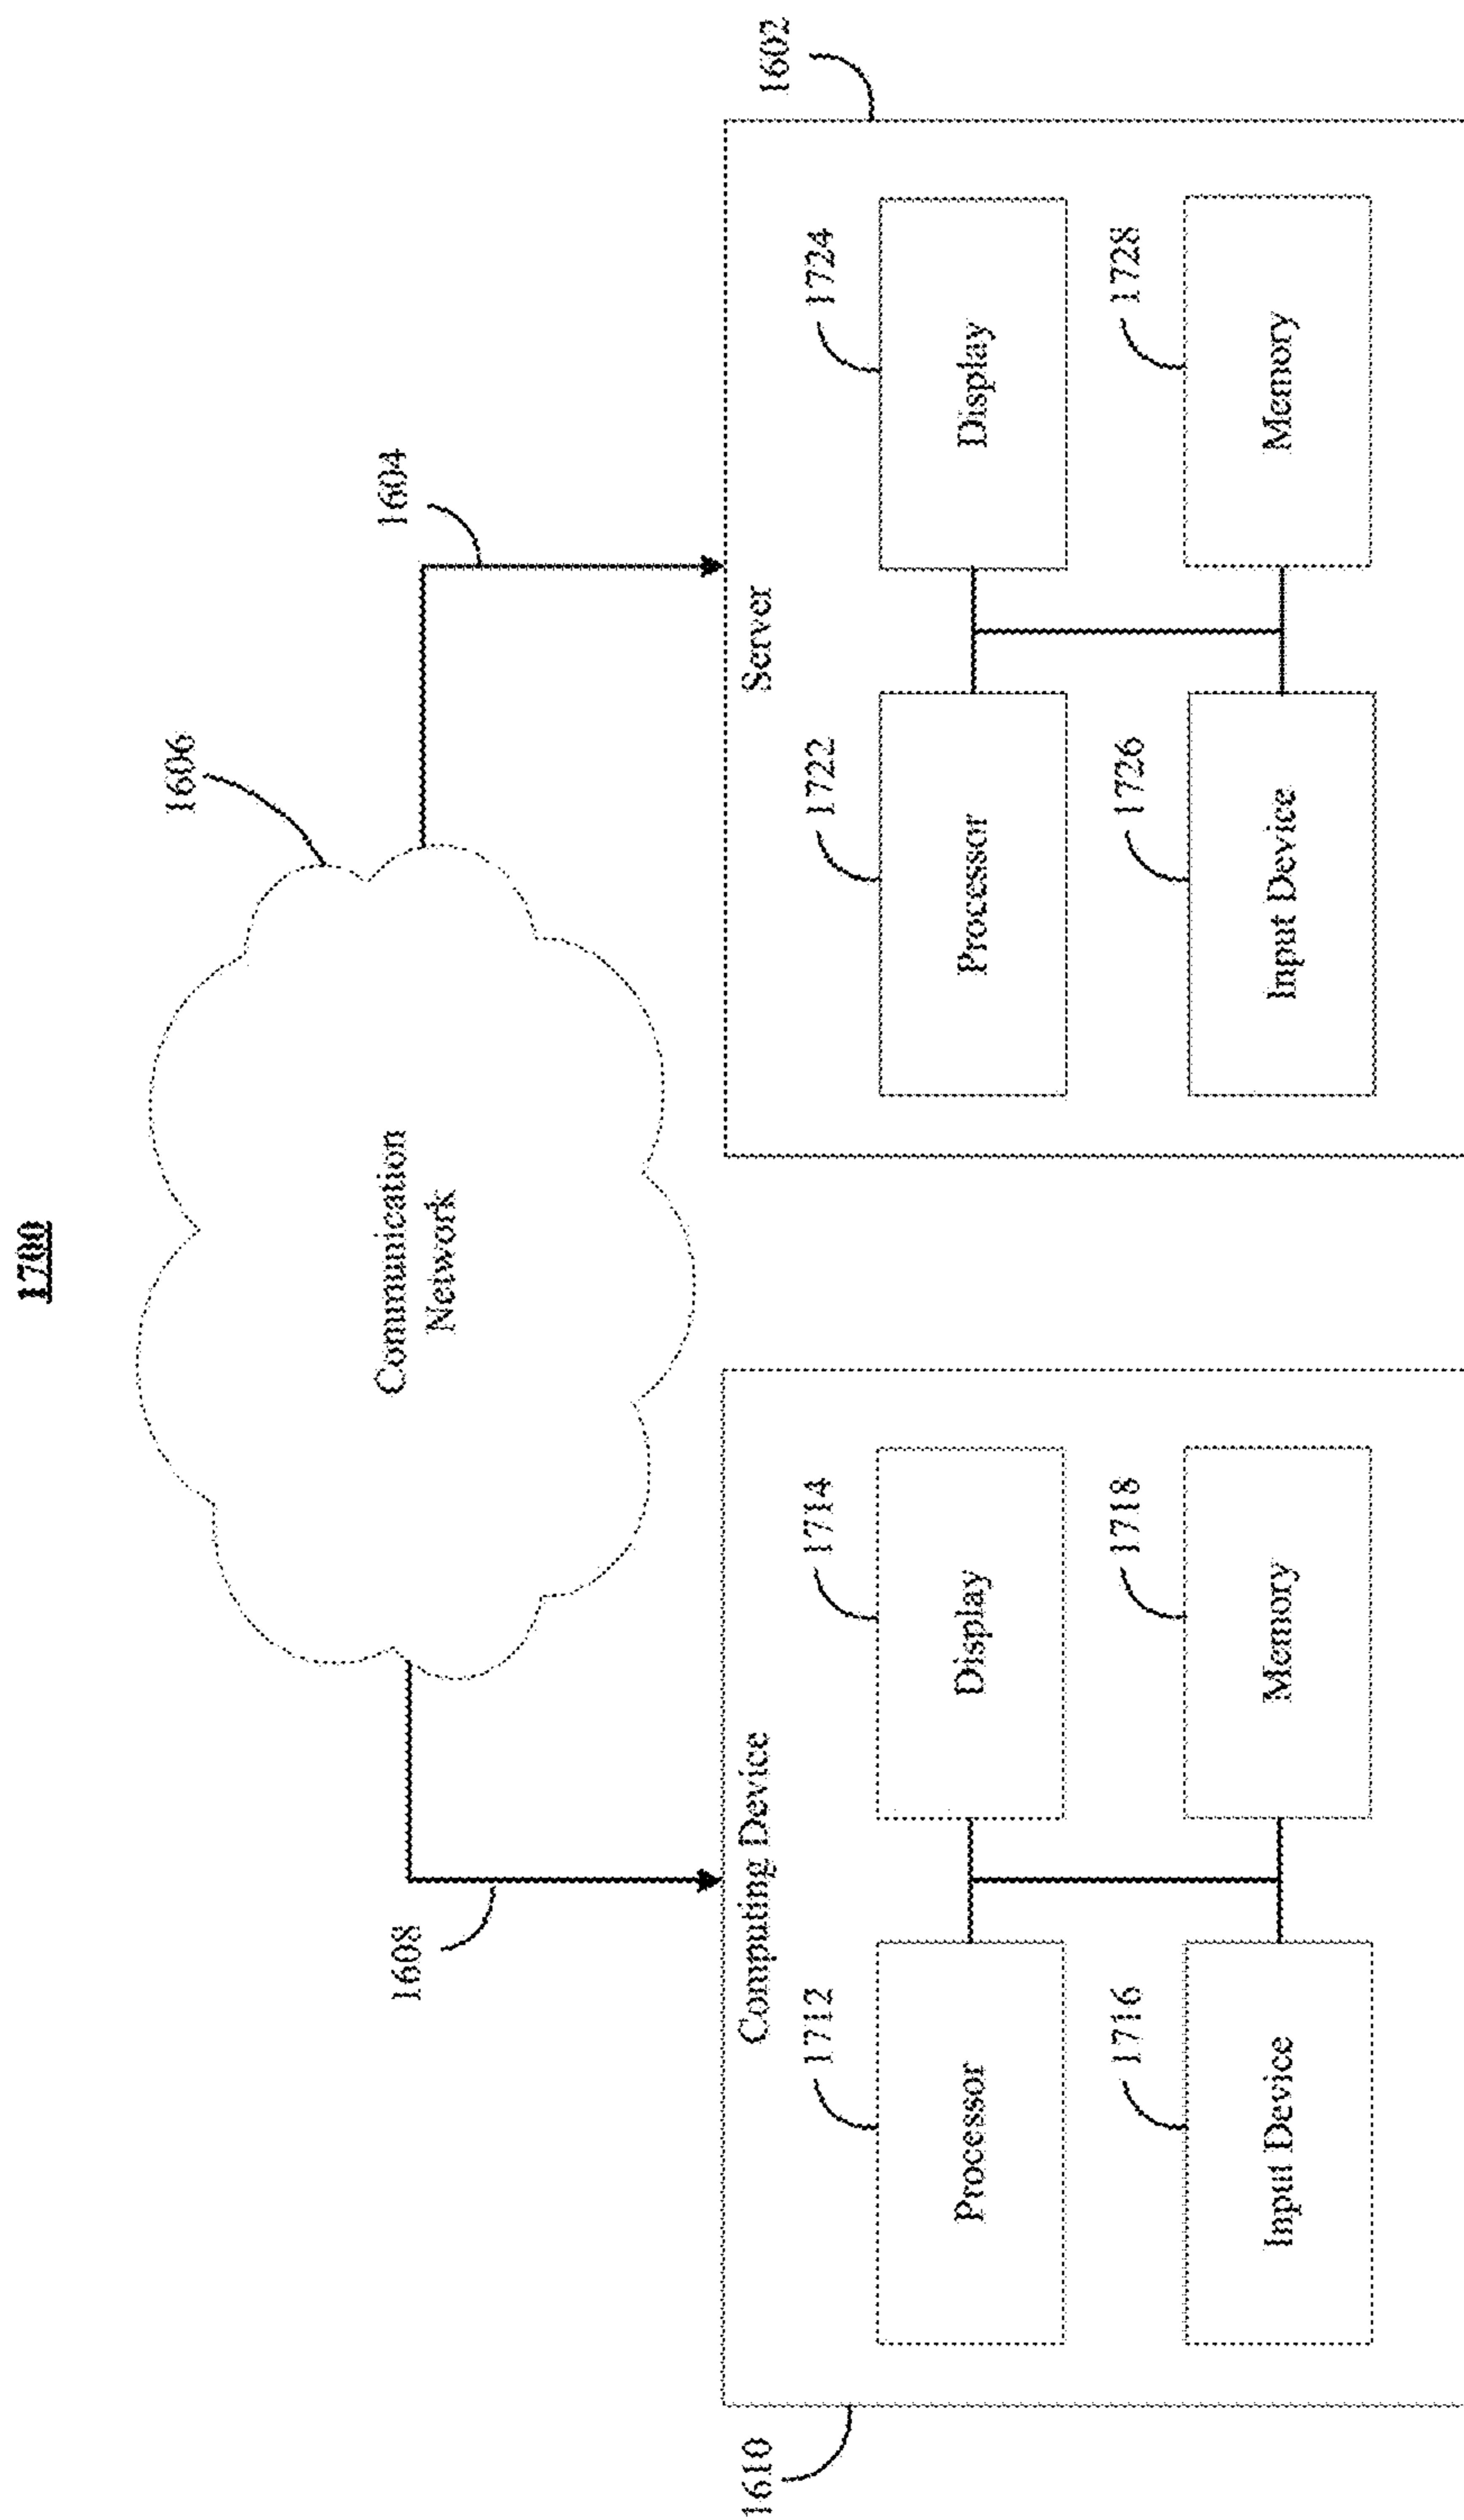 1700
1606
Communication
Network
1608
1604
1610
Computing Device
1712
Processor
1714
Display
1716
Input Device
1718
Memory
1602
Server
1722
Processor
1724
Display
1726
Input Device
1728
Memory